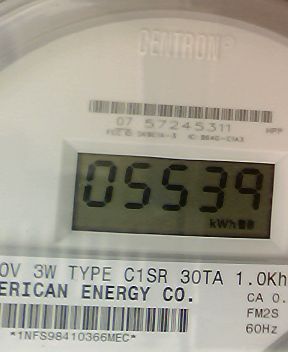 CENTRON®
07 57245311
05539
kWh
0V 3W TYPE C1SR 30TA 1.0Kh
ERICAN ENERGY CO.
CA 0.
FM2S
60Hz
*1NFS98410366MEC*